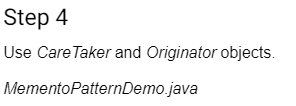 Step 4
Use CareTaker and Originator objects.
MementoPatternDemo.java